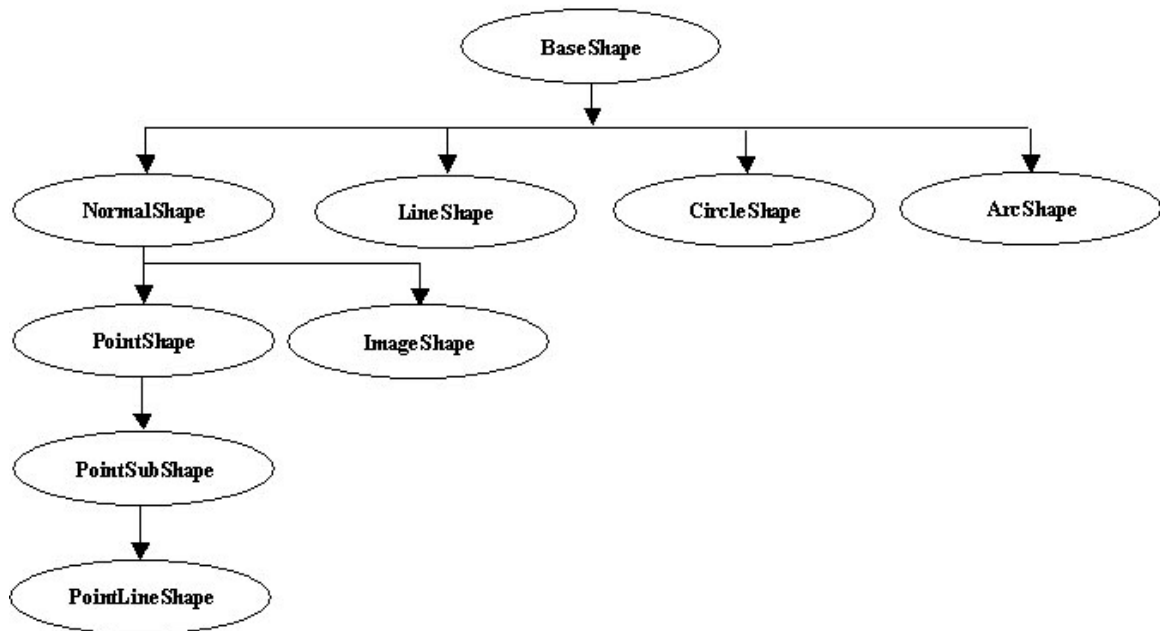 BaseShape
NormalShape
LineShape
CircleShape
ArcShape
PointShape
ImageShape
PointSubShape
PointLineShape